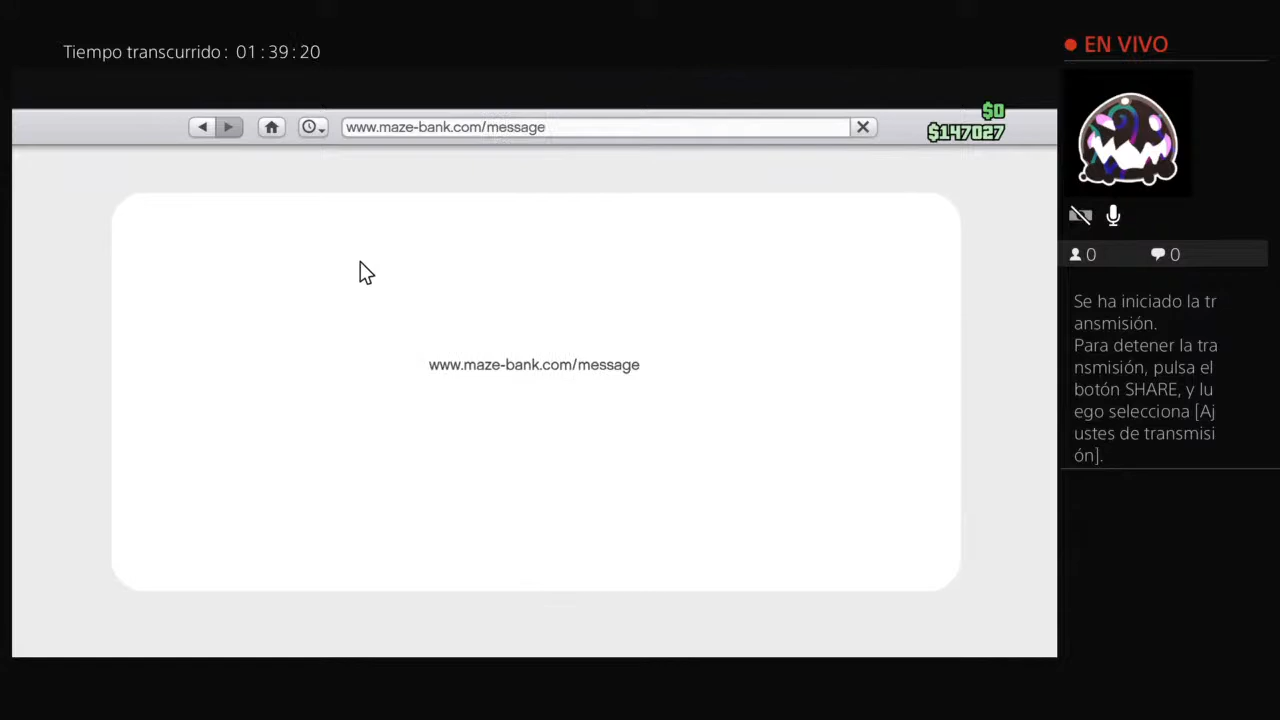 Tiempo transcurrido: 01:39:20
EN VIVO
www.maze-bank.com/message
$0
$147027
www.maze-bank.com/message
0
0
Se ha iniciado la tr
ansmisión.
Para detener la tra
nsmisión, pulsa el
botón SHARE, y lu
ego selecciona [Aj
ustes de transmisi
ón].